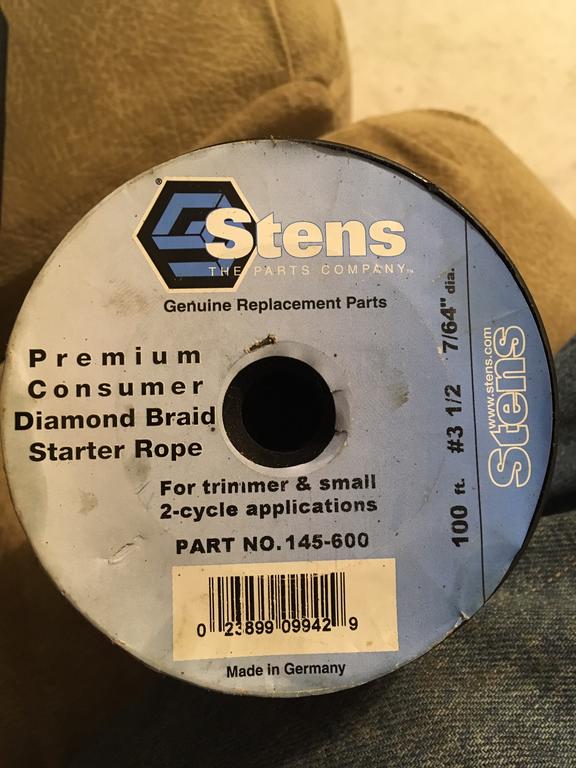 ®
Stens
THE PARTS COMPANY™
Genuine Replacement Parts
Premium
Consumer
Diamond Braid
Starter Rope
For trimmer & small
2-cycle applications
PART NO. 145-600
0 23899 09942 9
Made in Germany
100 ft. #3 1/2 7/64" dia.
www.stens.com
Stens